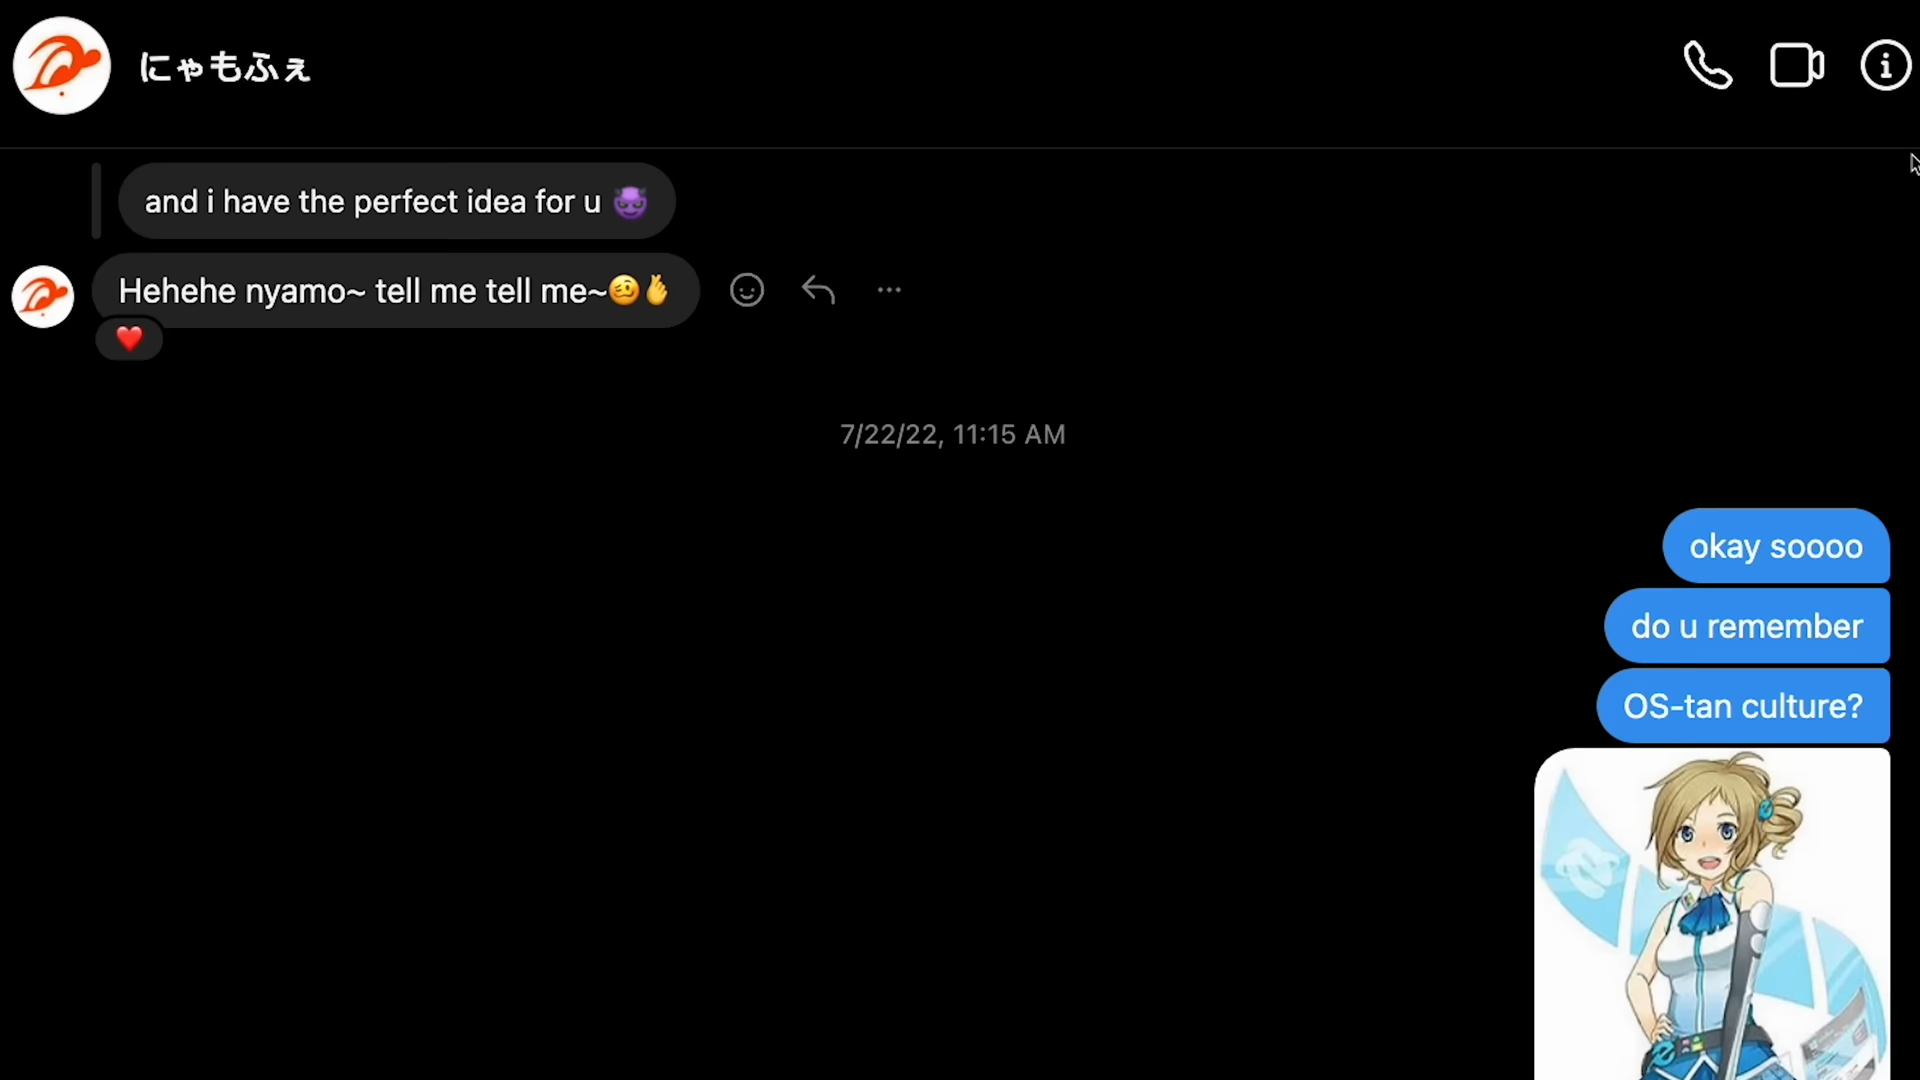 にゃもふぇ
and i have the perfect idea for u 😈
Hehehe nyamo~ tell me tell me~🥴🫰
❤️
7/22/22, 11:15 AM
okay soooo
do u remember
OS-tan culture?